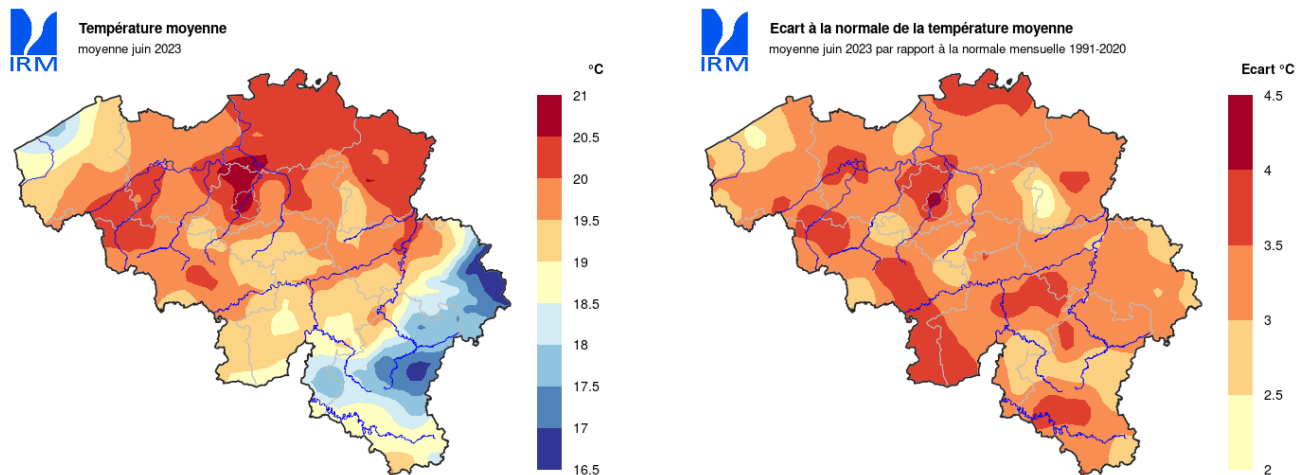 IRM
Température moyenne
moyenne juin 2023
°C
21
20.5
20
19.5
19
18.5
18
17.5
17
16.5
IRM
Ecart à la normale de la température moyenne
moyenne juin 2023 par rapport à la normale mensuelle 1991-2020
Ecart °C
4.5
4
3.5
3
2.5
2